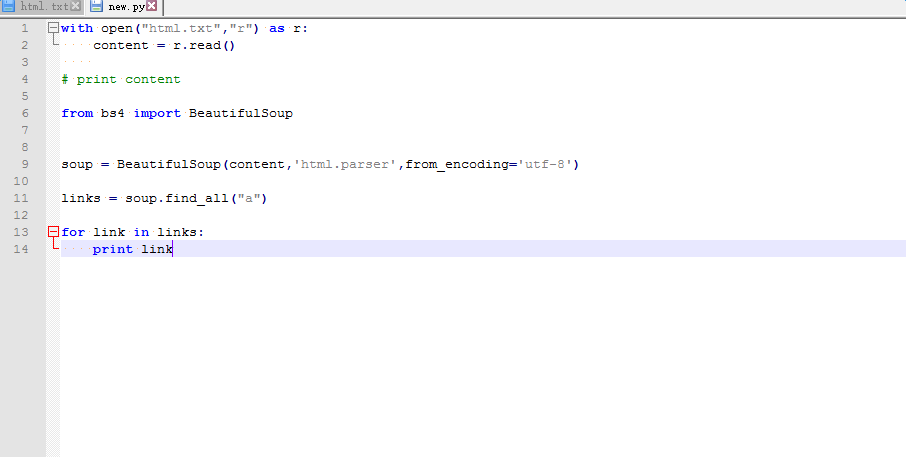 html.txt new.py
1 with open("html.txt","r") as r:
2     content = r.read()
3
4 # print content
5
6 from bs4 import BeautifulSoup
7
8
9 soup = BeautifulSoup(content,'html.parser',from_encoding='utf-8')
10
11 links = soup.find_all("a")
12
13 for link in links:
14     print link